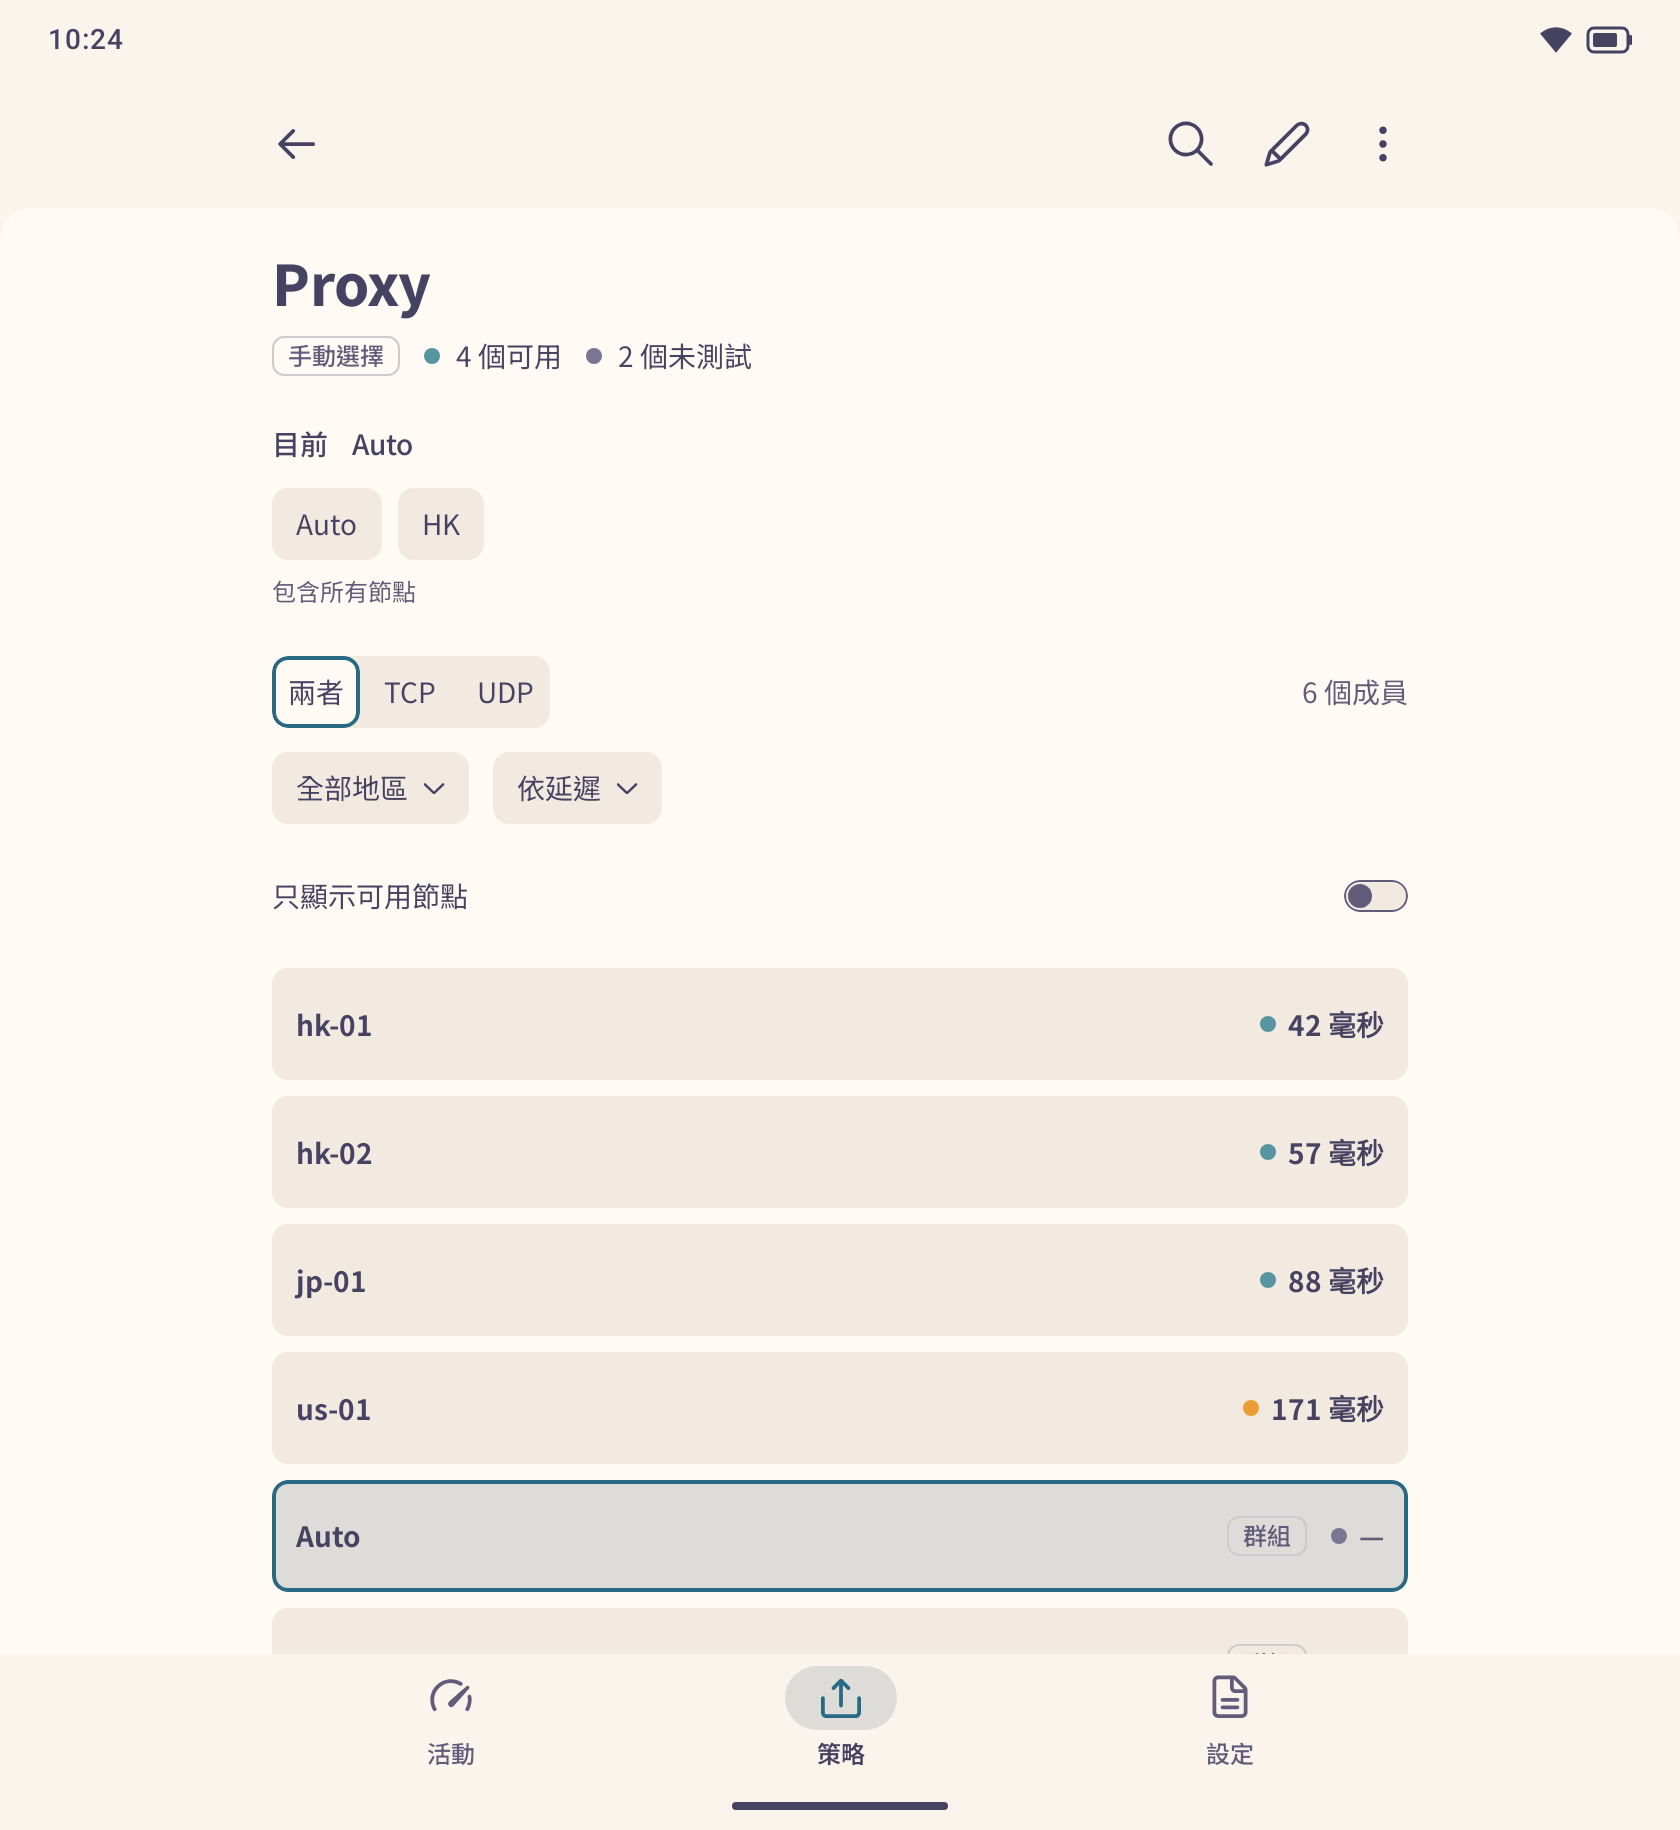 10:24
Proxy
手動選擇 4 個可用 2 個未測試
目前 Auto
Auto HK
包含所有節點
兩者 TCP UDP 6 個成員
全部地區 依延遲
只顯示可用節點
hk-01 42 毫秒
hk-02 57 毫秒
jp-01 88 毫秒
us-01 171 毫秒
Auto 群組 —
活動 策略 設定